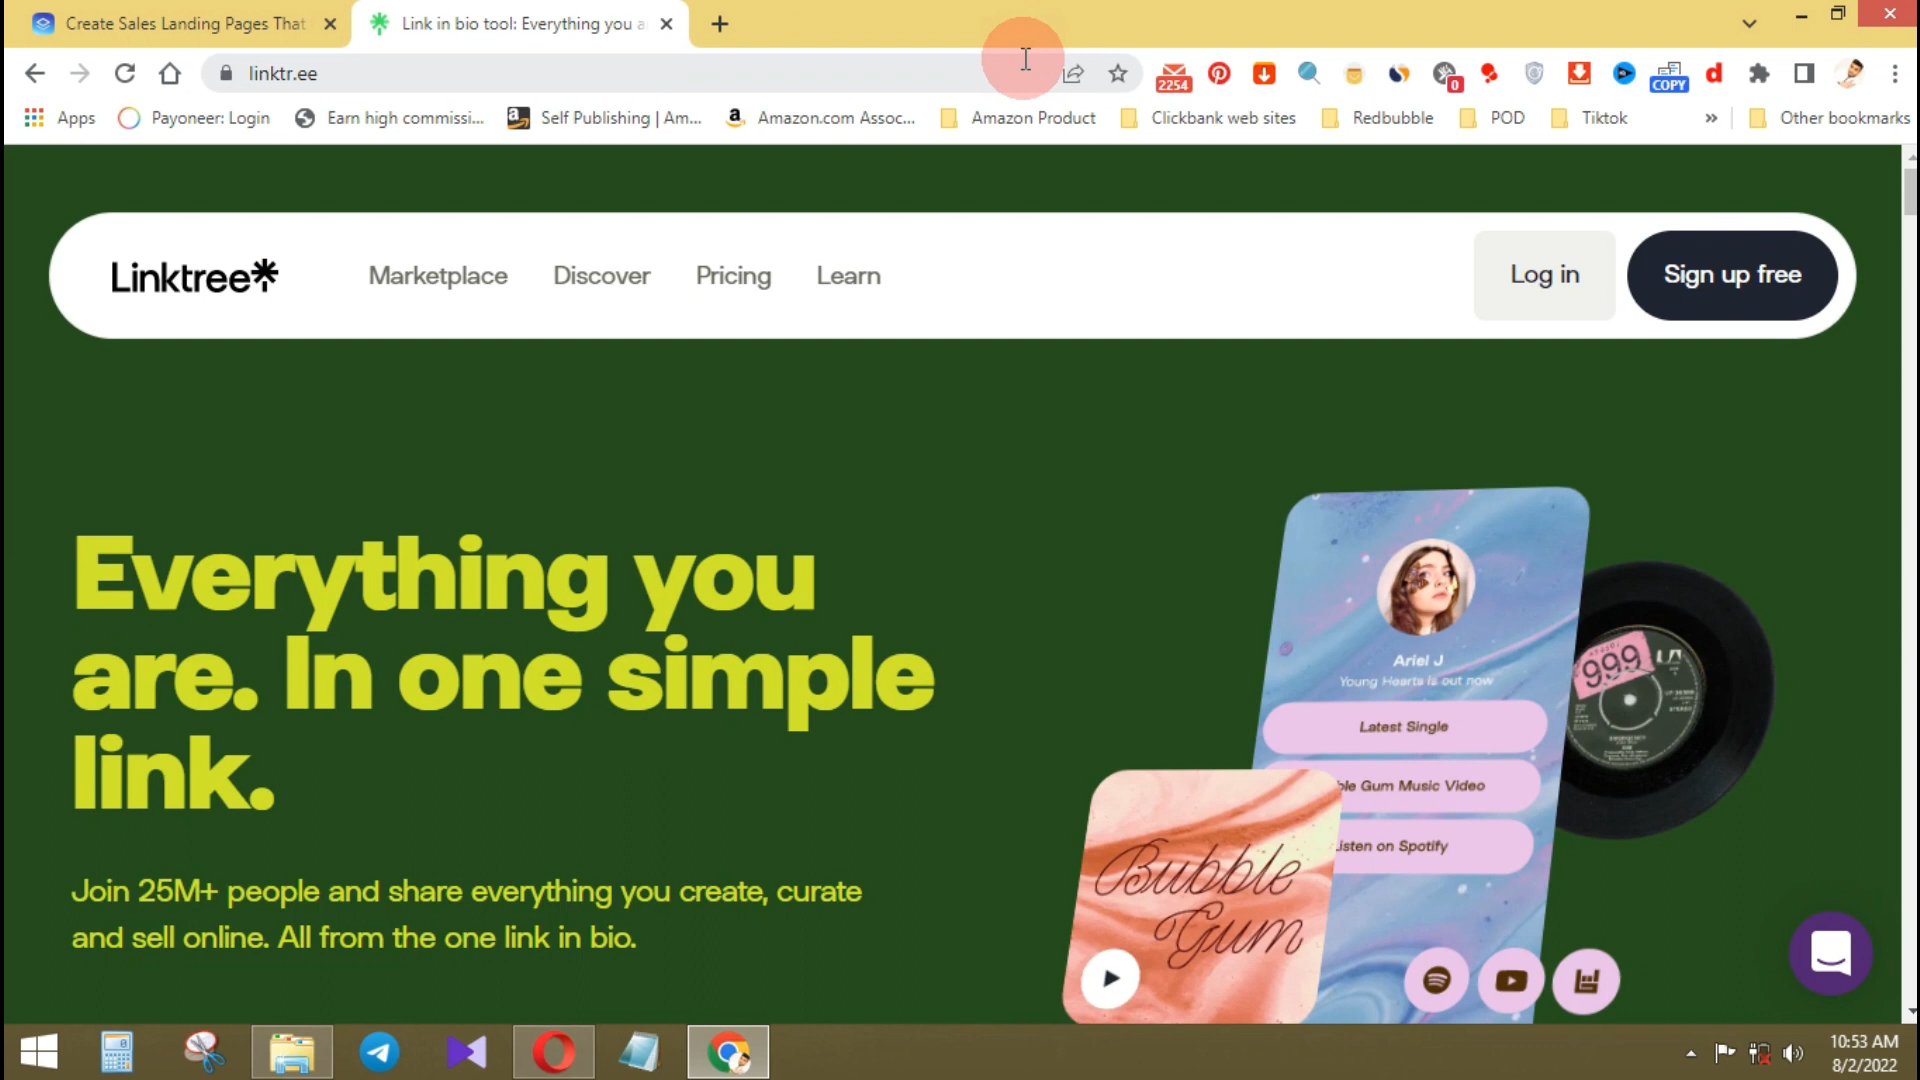 Create Sales Landing Pages That
Link in bio tool: Everything you a
linktr.ee
2254
0
COPY
d
Apps
Payoneer: Login
Earn high commissi...
Self Publishing | Am...
Amazon.com Assoc...
Amazon Product
Clickbank web sites
Redbubble
POD
Tiktok
Other bookmarks
Linktree
Marketplace
Discover
Pricing
Learn
Log in
Sign up free
Everything you
are. In one simple
link.
Join 25M+ people and share everything you create, curate
and sell online. All from the one link in bio.
Ariel J
Young Hearts is out now
Latest Single
ble Gum Music Video
Listen on Spotify
Bubble
Gum
999
10:53 AM
8/2/2022